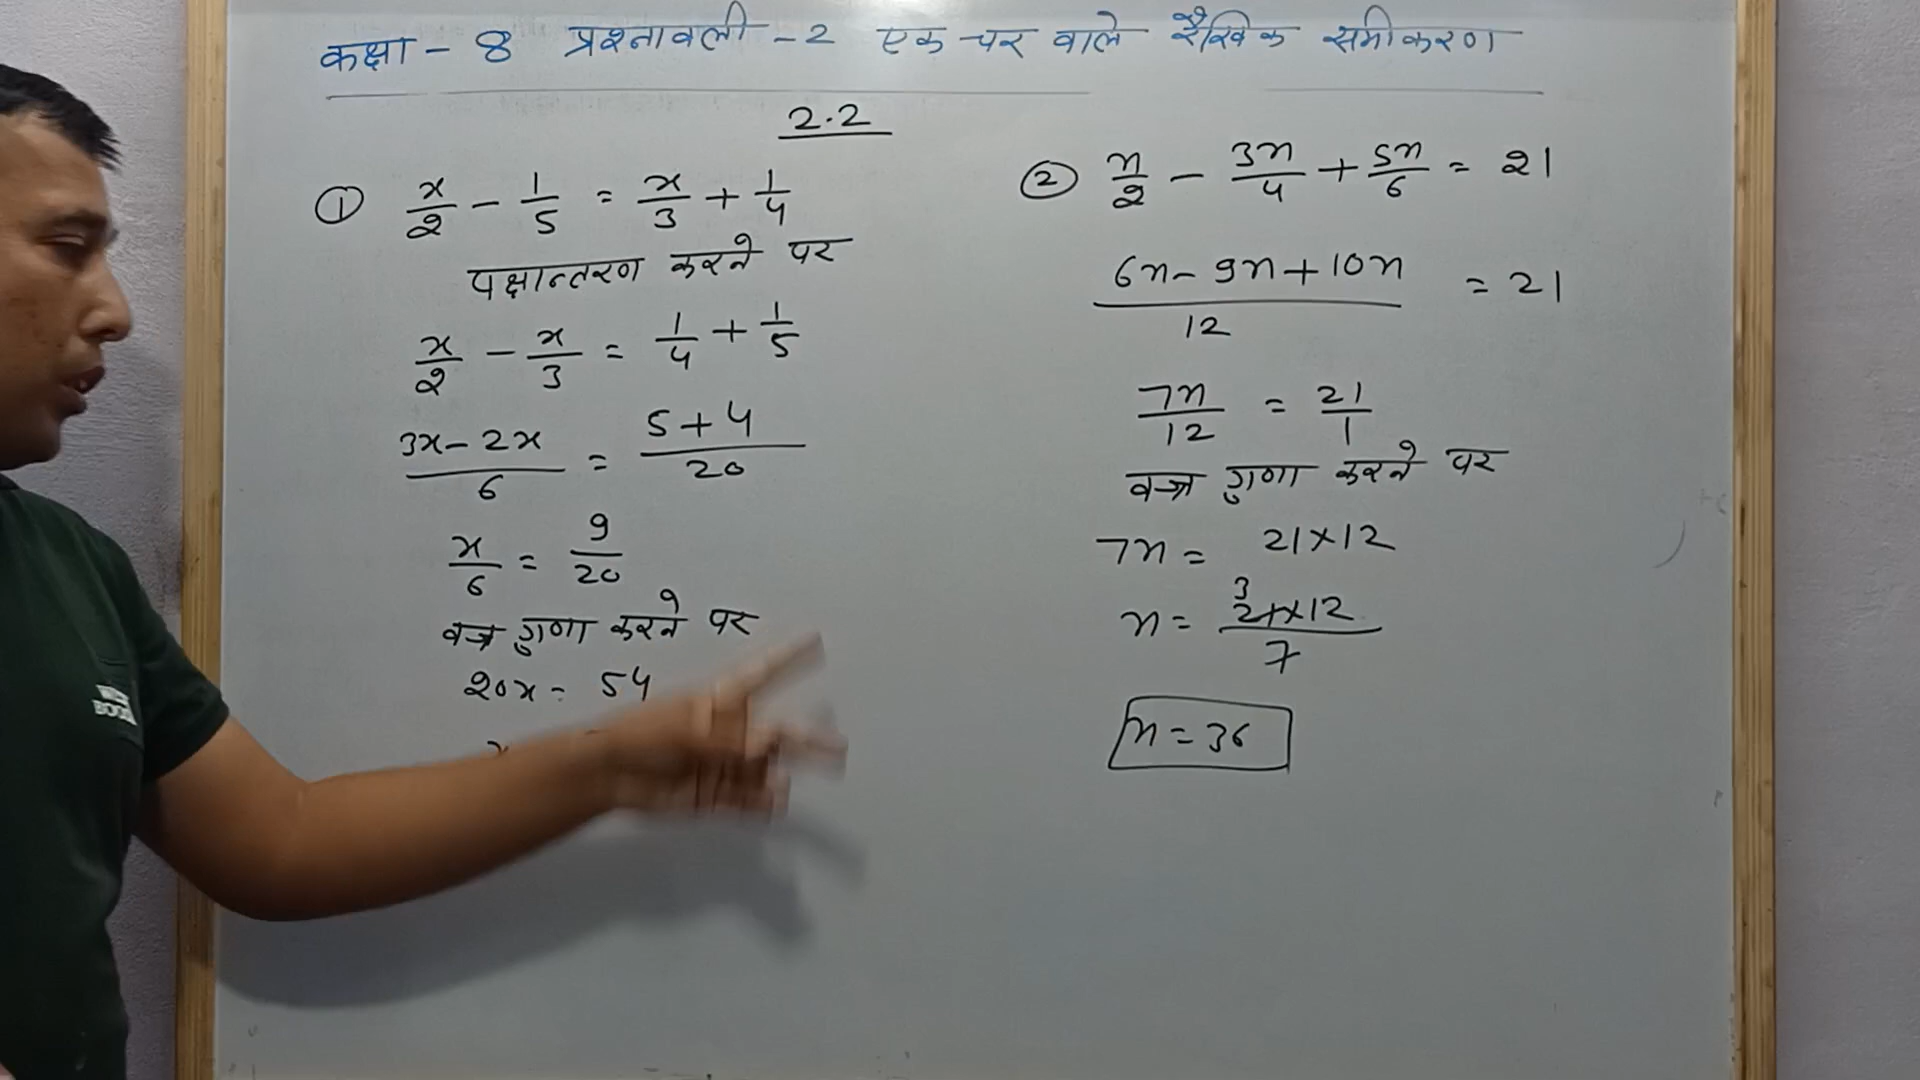 कक्षा - 8 प्रश्नावली - 2 एक चर वाले रैखिक समीकरण
2.2
① x/2 - 1/5 = x/3 + 1/4
पक्षान्तरण करने पर
x/2 - x/3 = 1/4 + 1/5
3x - 2x/6 = 5 + 4/20
x/6 = 9/20
वज्र गुणा करने पर
20x = 54
x
② n/2 - 3n/4 + 5n/6 = 21
6n - 9n + 10n/12 = 21
7n/12 = 21/1
वज्र गुणा करने पर
7n = 21×12
3
n = 21×12/7
n = 36